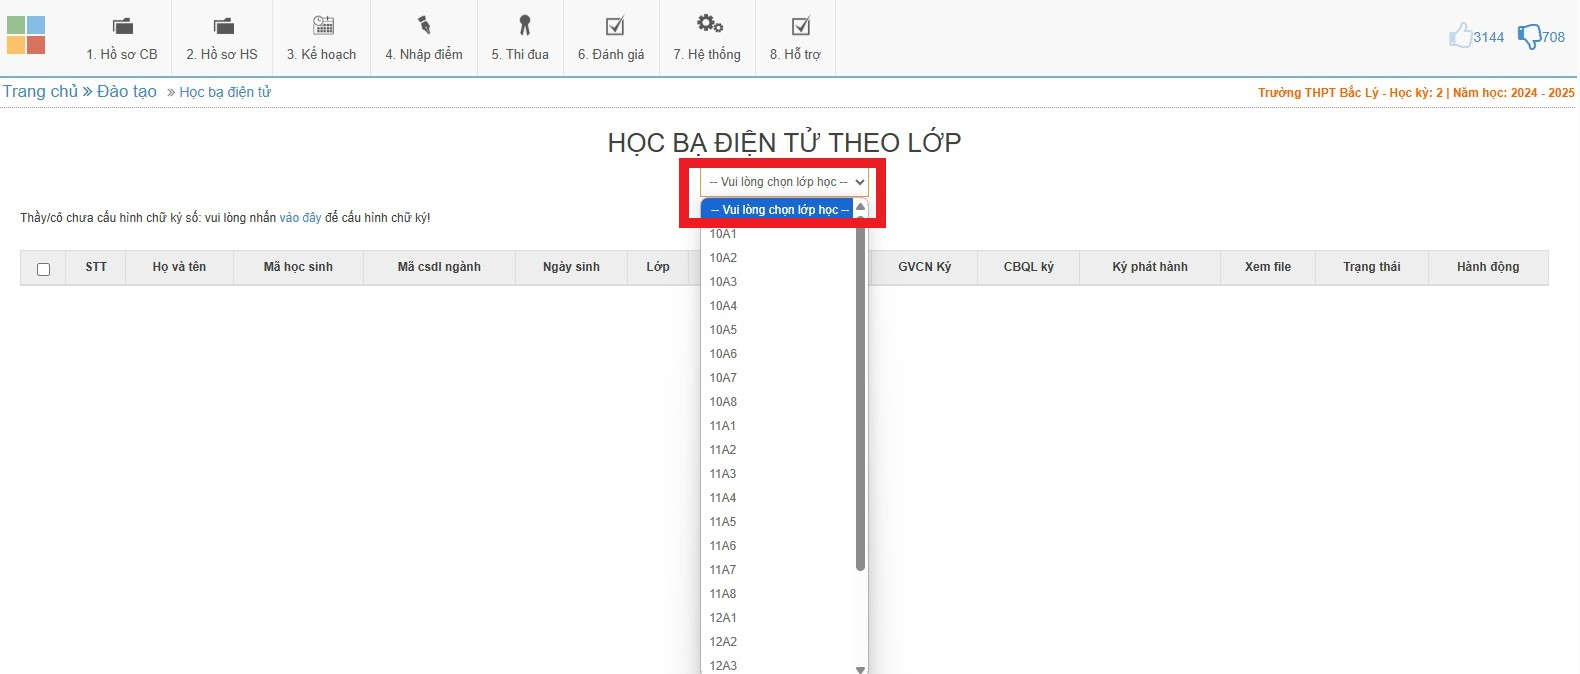 1. Hồ sơ CB
2. Hồ sơ HS
3. Kế hoạch
4. Nhập điểm
5. Thi đua
6. Đánh giá
7. Hệ thống
8. Hỗ trợ
3144
708
Trang chủ » Đào tạo » Học bạ điện tử
Trường THPT Bắc Lý - Học kỳ: 2 | Năm học: 2024 - 2025
HỌC BẠ ĐIỆN TỬ THEO LỚP
-- Vui lòng chọn lớp học --
Thầy/cô chưa cấu hình chữ ký số: vui lòng nhấn vào đây để cấu hình chữ ký!
STT Họ và tên Mã học sinh Mã csdl ngành Ngày sinh Lớp GVCN Ký CBQL ký Ký phát hành Xem file Trạng thái Hành động
-- Vui lòng chọn lớp học --
10A1
10A2
10A3
10A4
10A5
10A6
10A7
10A8
11A1
11A2
11A3
11A4
11A5
11A6
11A7
11A8
12A1
12A2
12A3